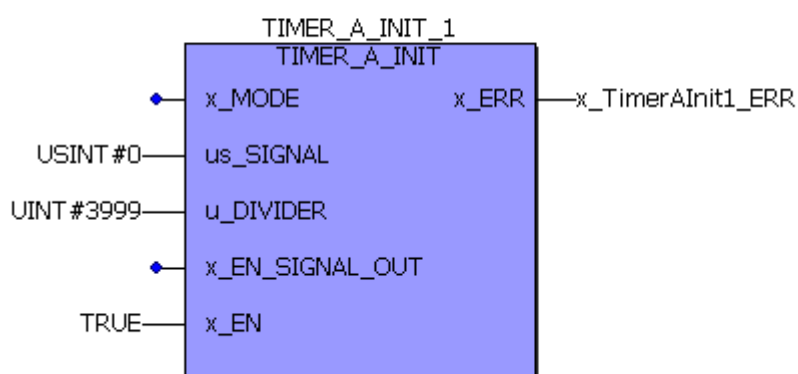 TIMER_A_INIT_1
TIMER_A_INIT
x_MODE x_ERR x_TimerAInit1_ERR
USINT#0 us_SIGNAL
UINT#3999 u_DIVIDER
x_EN_SIGNAL_OUT
TRUE x_EN